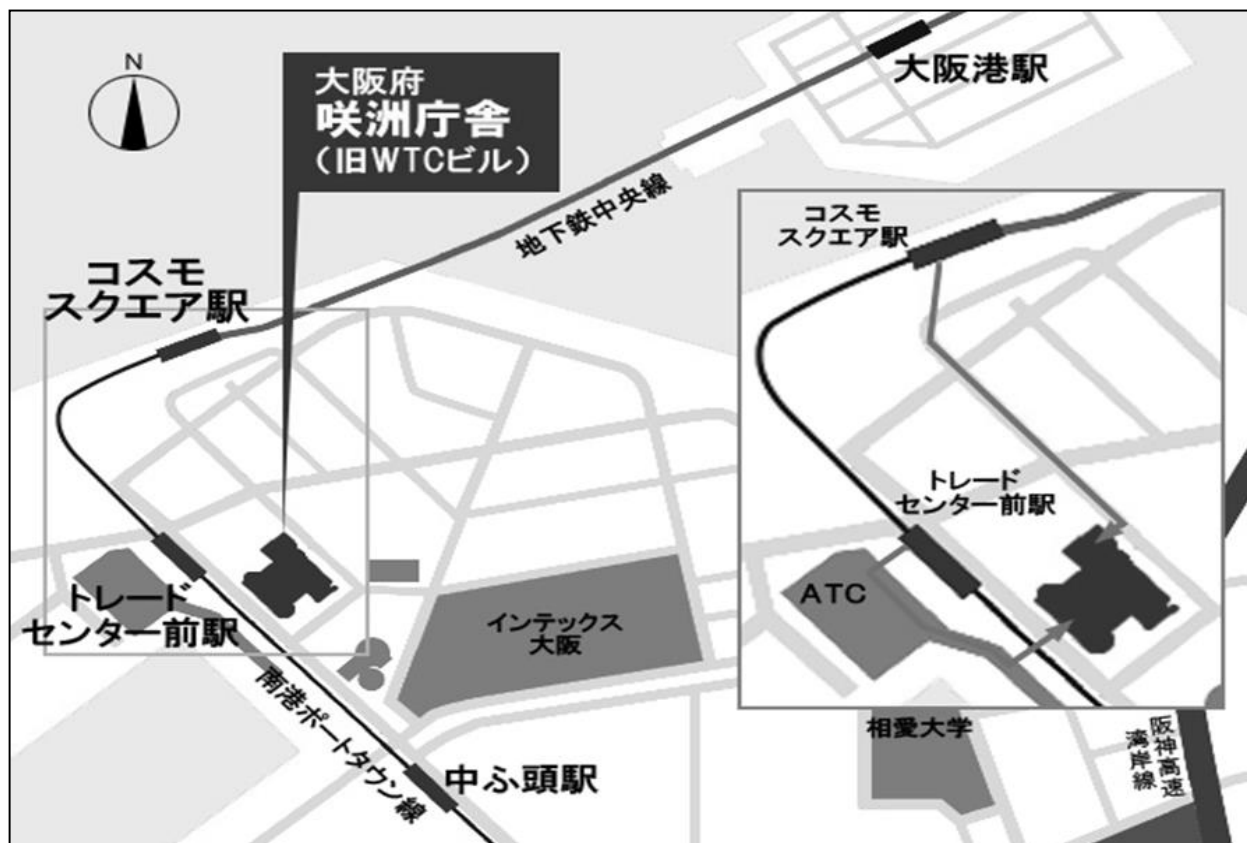 N
大阪府
咲洲庁舎
（旧WTCビル）
大阪港駅
地下鉄中央線
コスモ
スクエア駅
トレード
センター前駅
インテックス
大阪
南港ポートタウン線
中ふ頭駅
コスモ
スクエア駅
トレード
センター前駅
ATC
相愛大学
阪神高速
湾岸線